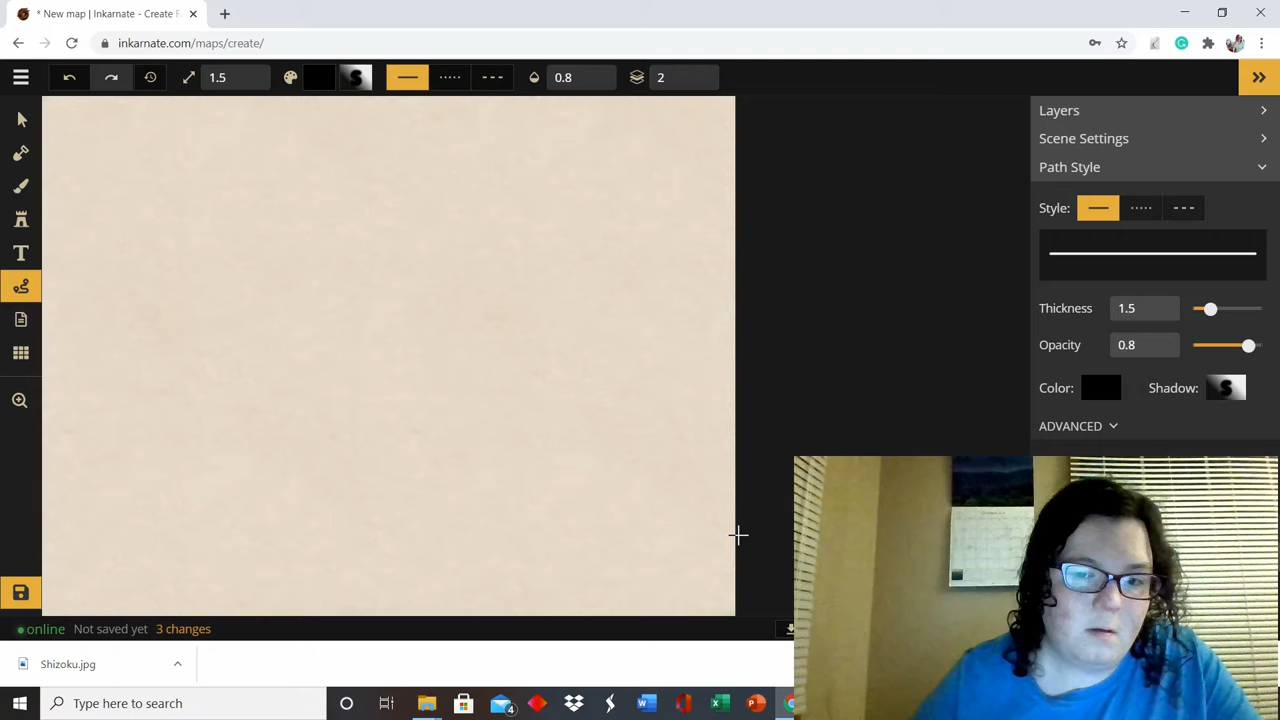 * New map | Inkarnate - Create F
inkarnate.com/maps/create/
1.5
S
0.8
2
Layers
Scene Settings
Path Style
Style:
Thickness
1.5
Opacity
0.8
Color:
Shadow:
S
ADVANCED
T
online
Not saved yet
3 changes
Shizoku.jpg
Type here to search
4